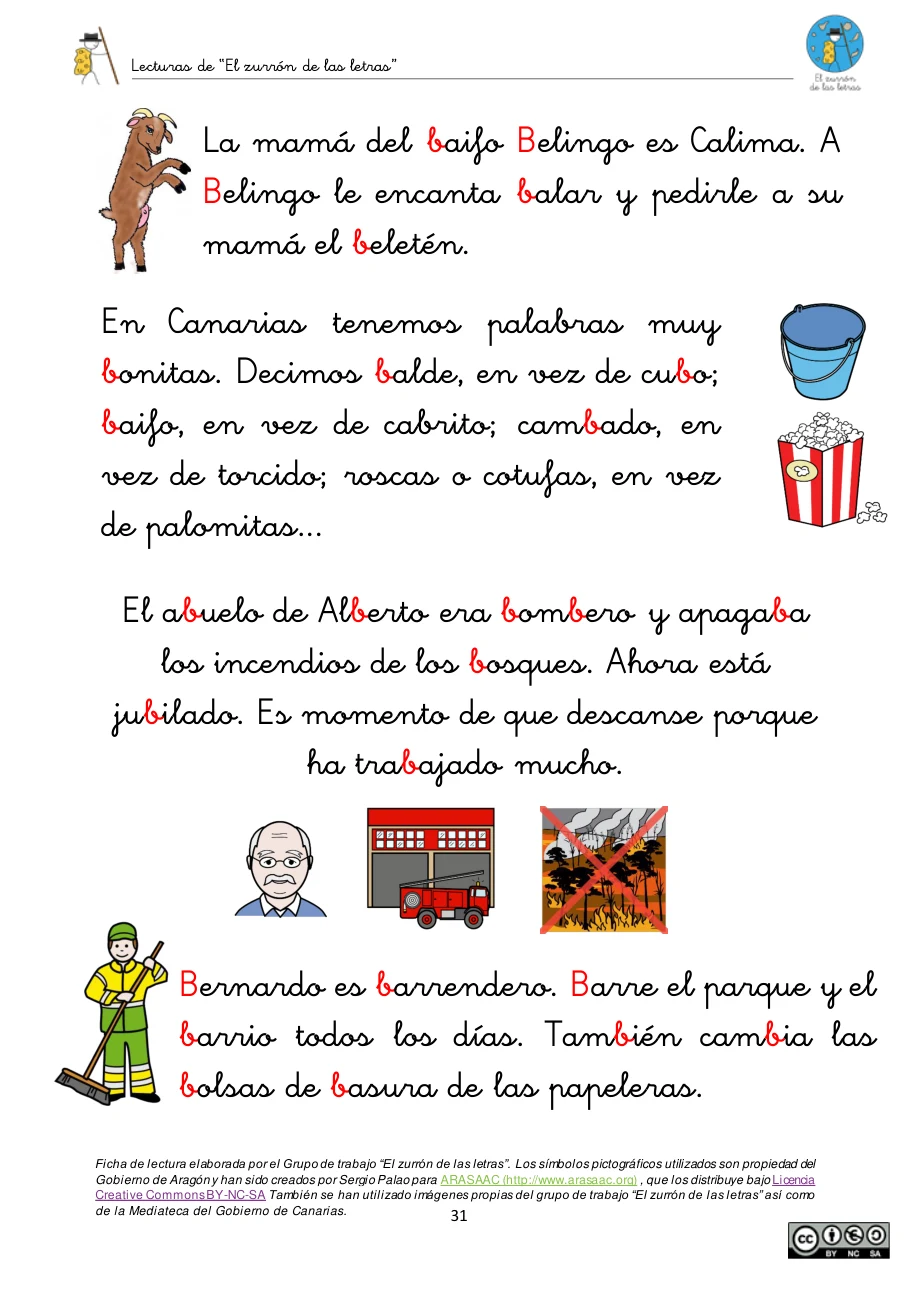 Lecturas de “El zurrón de las letras”
El zurrón
de las letras
La mamá del baifo Belingo es Calima. A
Belingo le encanta balar y pedirle a su
mamá el beletén.
En Canarias tenemos palabras muy
bonitas. Decimos balde, en vez de cubo;
baifo, en vez de cabrito; cambado, en
vez de torcido; roscas o cotufas, en vez
de palomitas...
El abuelo de Alberto era bombero y apagaba
los incendios de los bosques. Ahora está
jubilado. Es momento de que descanse porque
ha trabajado mucho.
Bernardo es barrendero. Barre el parque y el
barrio todos los días. También cambia las
bolsas de basura de las papeleras.
Ficha de lectura elaborada por el Grupo de trabajo “El zurrón de las letras”. Los símbolos pictográficos utilizados son propiedad del
Gobierno de Aragón y han sido creados por Sergio Palao para ARASAAC (http://www.arasaac.org) , que los distribuye bajo Licencia
Creative Commons BY-NC-SA También se han utilizado imágenes propias del grupo de trabajo “El zurrón de las letras” así como
de la Mediateca del Gobierno de Canarias.
31
cc BY NC SA